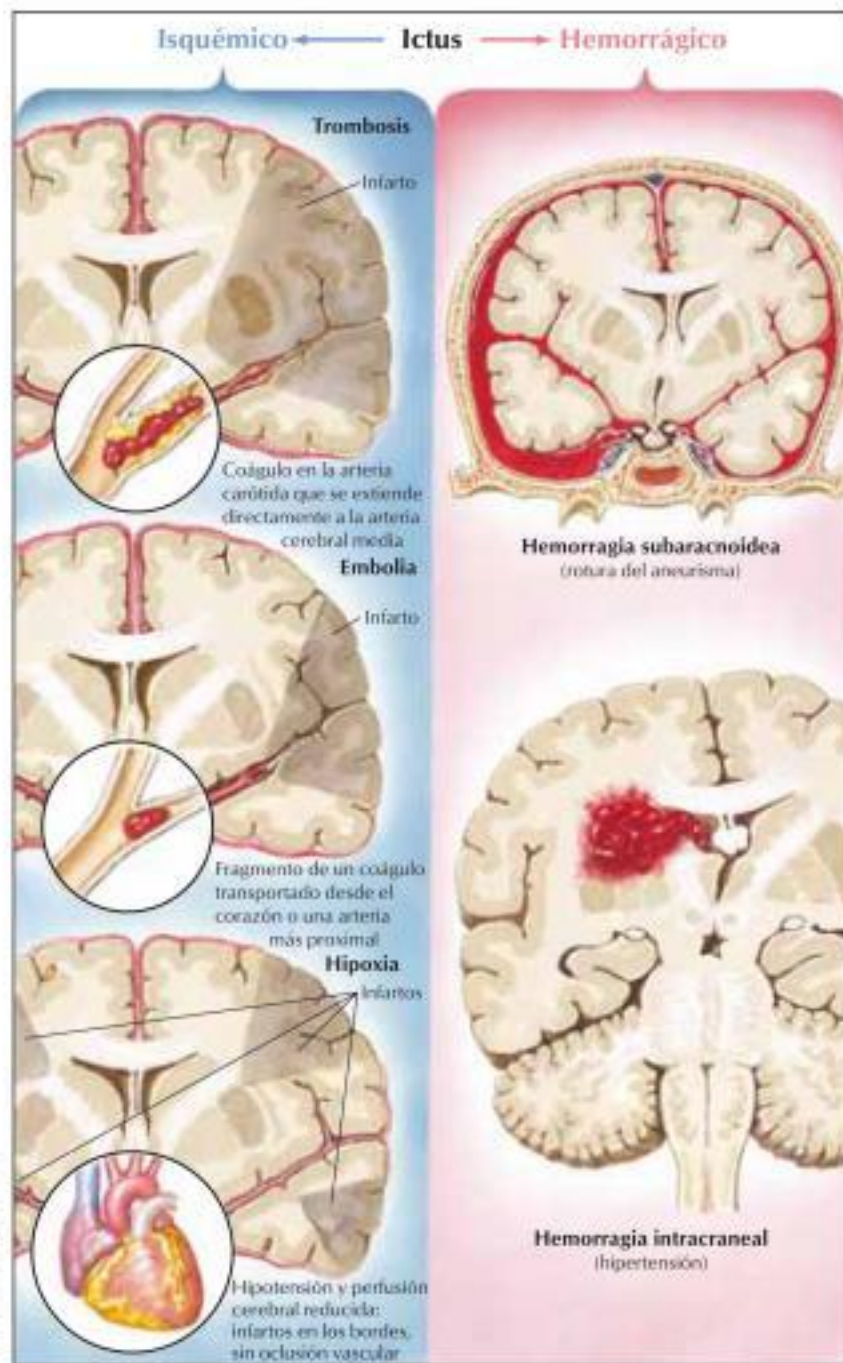 Isquémico Ictus Hemorrágico
Trombosis
Infarto
Coágulo en la arteria
carótida que se extiende
directamente a la arteria
cerebral media
Embolia
Infarto
Fragmento de un coágulo
transportado desde el
corazón o una arteria
más proximal
Hipoxia
Infartos
Hipotensión y perfusión
cerebral reducida:
infartos en los bordes,
sin oclusión vascular
Hemorragia subaracnoidea
(rotura del aneurisma)
Hemorragia intracraneal
(hipertensión)